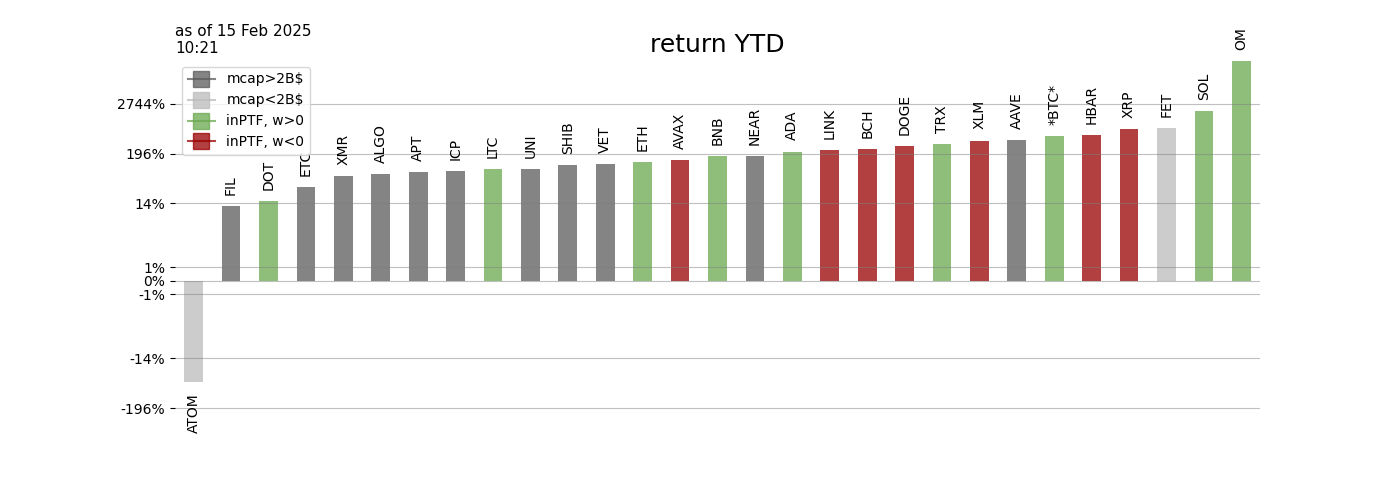 as of 15 Feb 2025
10:21
return YTD
mcap>2B$
mcap<2B$
inPTF, w>0
inPTF, w<0
2744%
196%
14%
1%
0%
-1%
-14%
-196%
ATOM
FIL
DOT
ETC
XMR
ALGO
APT
ICP
LTC
UNI
SHIB
VET
ETH
AVAX
BNB
NEAR
ADA
LINK
BCH
DOGE
TRX
XLM
AAVE
*BTC*
HBAR
XRP
FET
SOL
OM